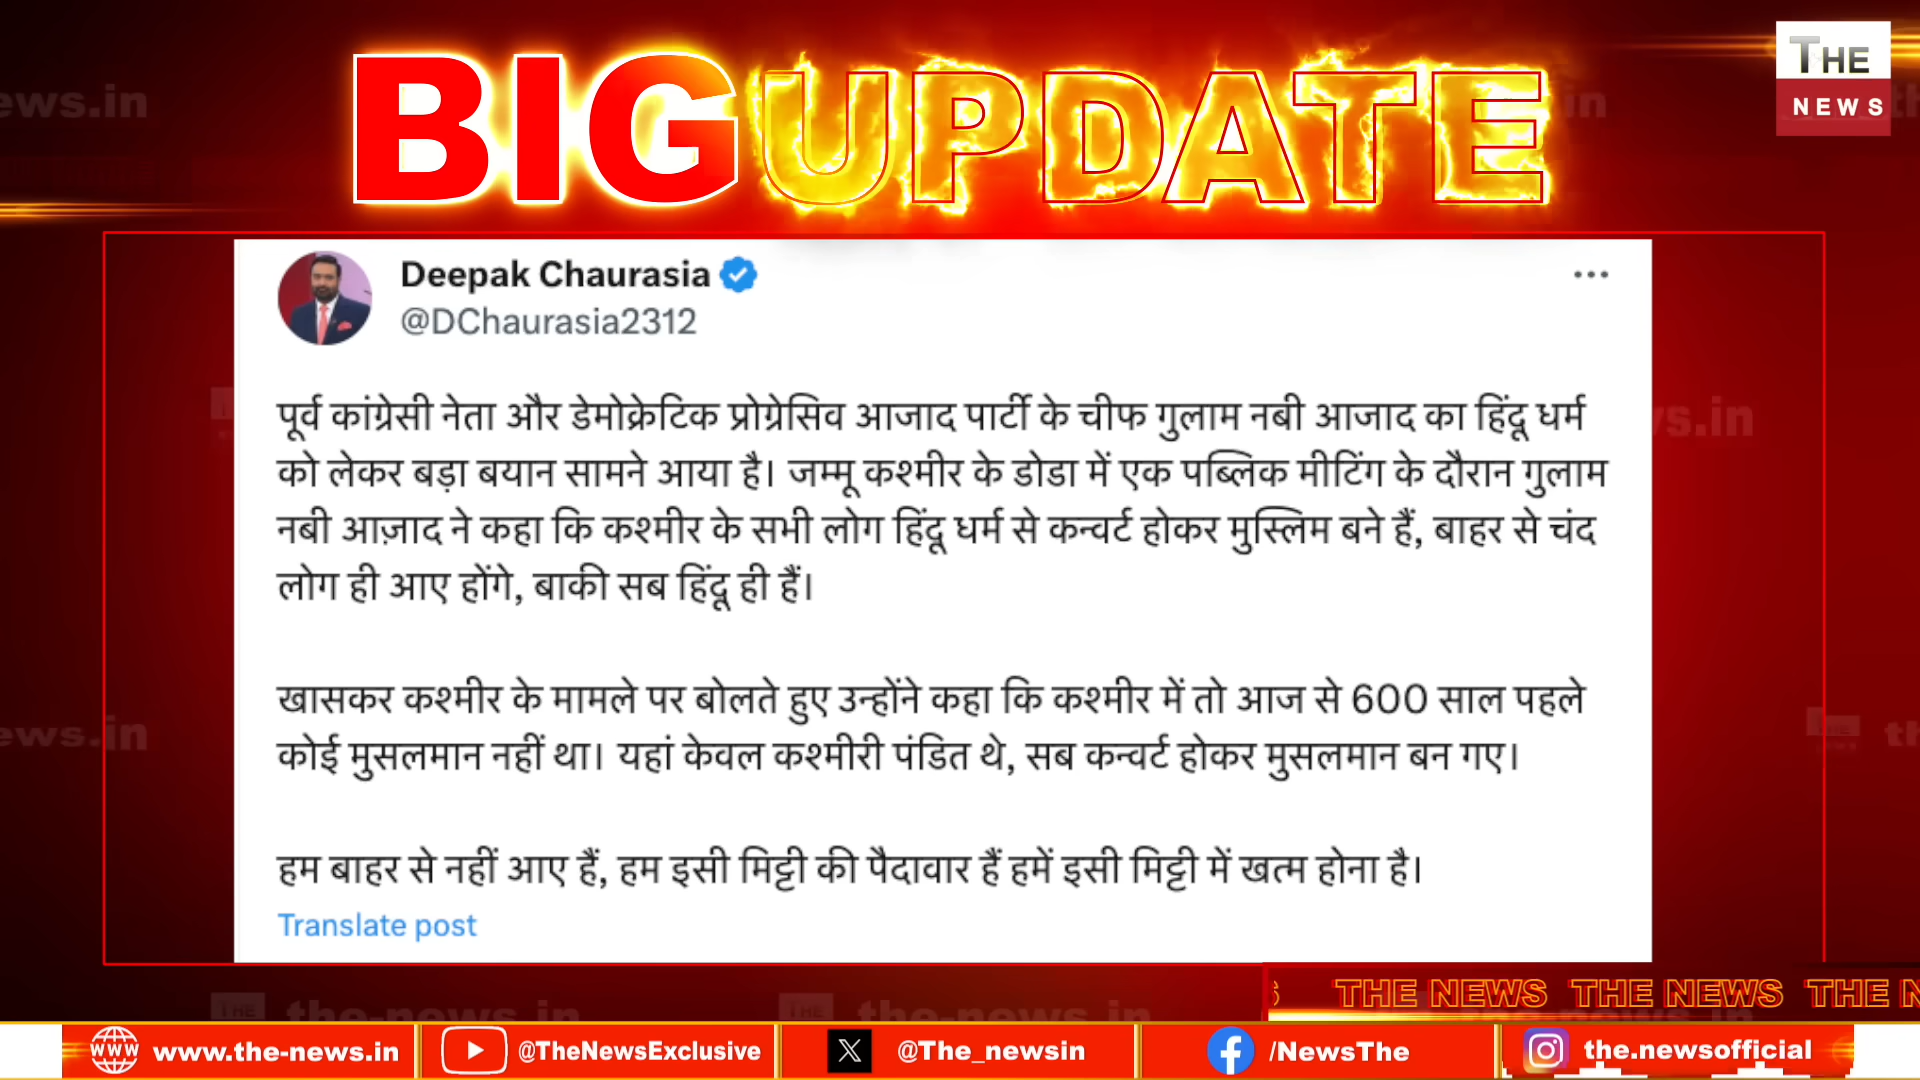 BIG UPDATE
THE
NEWS
Deepak Chaurasia
@DChaurasia2312
पूर्व कांग्रेसी नेता और डेमोक्रेटिक प्रोग्रेसिव आजाद पार्टी के चीफ गुलाम नबी आजाद का हिंदू धर्म
को लेकर बड़ा बयान सामने आया है। जम्मू कश्मीर के डोडा में एक पब्लिक मीटिंग के दौरान गुलाम
नबी आज़ाद ने कहा कि कश्मीर के सभी लोग हिंदू धर्म से कन्वर्ट होकर मुस्लिम बने हैं, बाहर से चंद
लोग ही आए होंगे, बाकी सब हिंदू ही हैं।
खासकर कश्मीर के मामले पर बोलते हुए उन्होंने कहा कि कश्मीर में तो आज से 600 साल पहले
कोई मुसलमान नहीं था। यहां केवल कश्मीरी पंडित थे, सब कन्वर्ट होकर मुसलमान बन गए।
हम बाहर से नहीं आए हैं, हम इसी मिट्टी की पैदावार हैं हमें इसी मिट्टी में खत्म होना है।
Translate post
THE NEWS THE NEWS THE N
www.the-news.in @TheNewsExclusive @The_newsin /NewsThe the.newsofficial